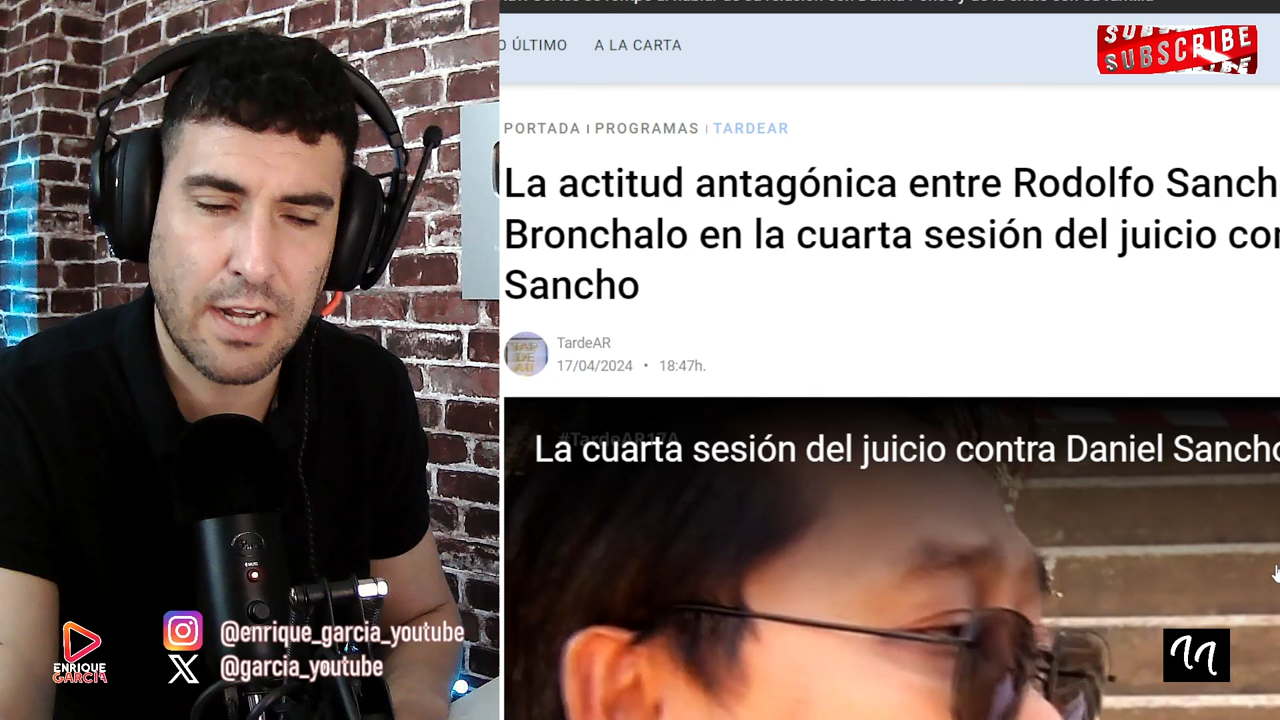 O ÚLTIMO
A LA CARTA
SUBSCRIBE
PORTADA | PROGRAMAS | TARDEAR
La actitud antagónica entre Rodolfo Sanch
Bronchalo en la cuarta sesión del juicio con
Sancho
TardeAR
17/04/2024 • 18:47h.
#TardeAR17A
La cuarta sesión del juicio contra Daniel Sancho
@enrique_garcia_youtube
@garcia_youtube
ENRIQUE
GARCIA